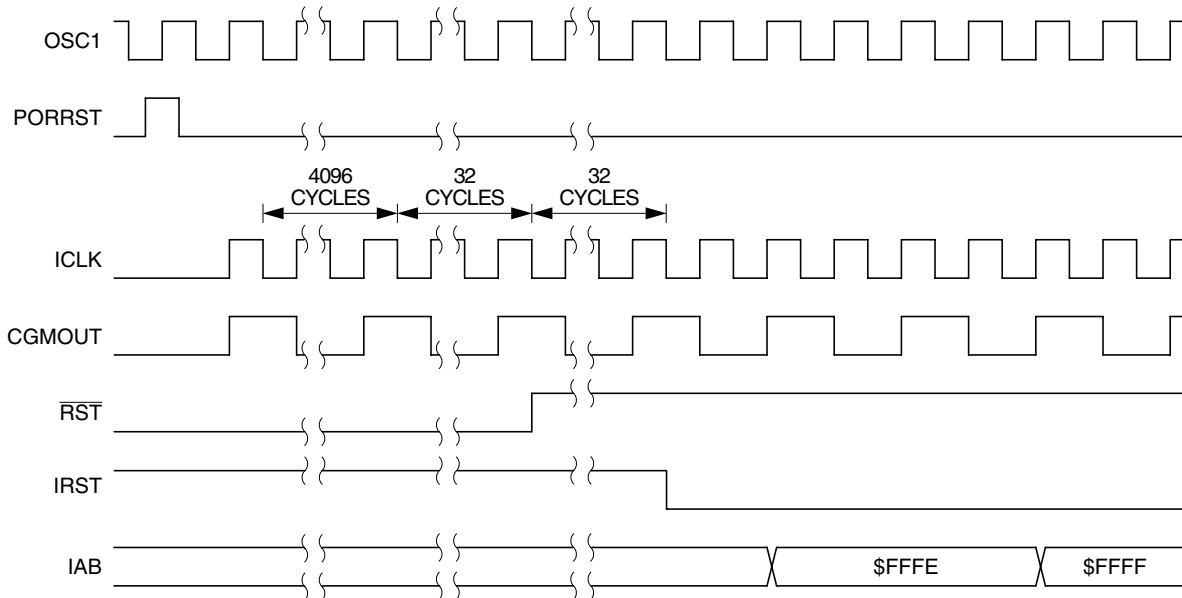 OSC1
PORRST
4096
CYCLES
32
CYCLES
32
CYCLES
ICLK
CGMOUT
RST
IRST
IAB
$FFFE
$FFFF